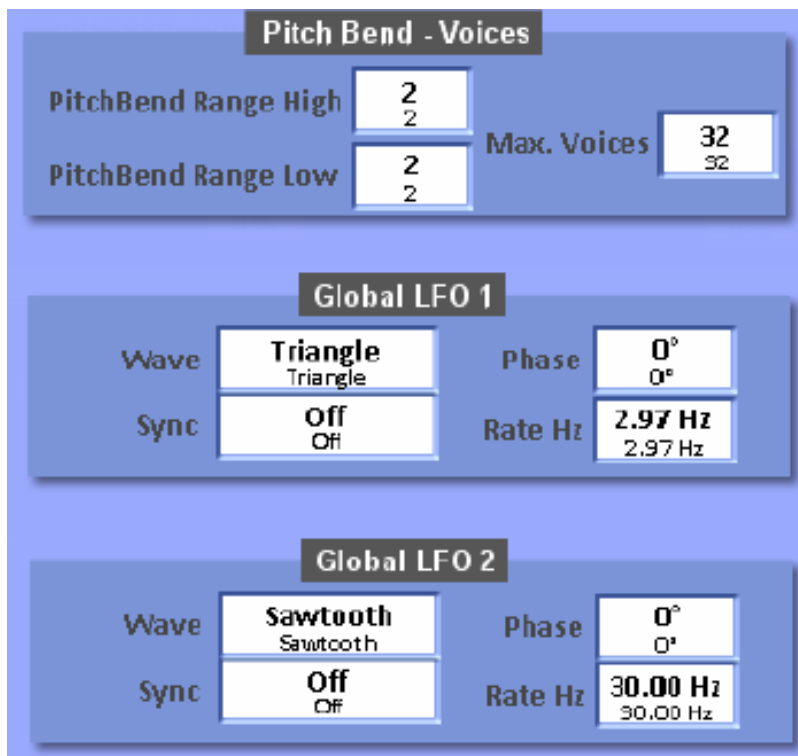 Pitch Bend - Voices
PitchBend Range High
2
2
PitchBend Range Low
2
2
Max. Voices
32
32
Global LFO 1
Wave
Triangle
Triangle
Phase
0°
0°
Sync
Off
Off
Rate Hz
2.97 Hz
2.97 Hz
Global LFO 2
Wave
Sawtooth
Sawtooth
Phase
0°
0°
Sync
Off
Off
Rate Hz
30.00 Hz
30.00 Hz